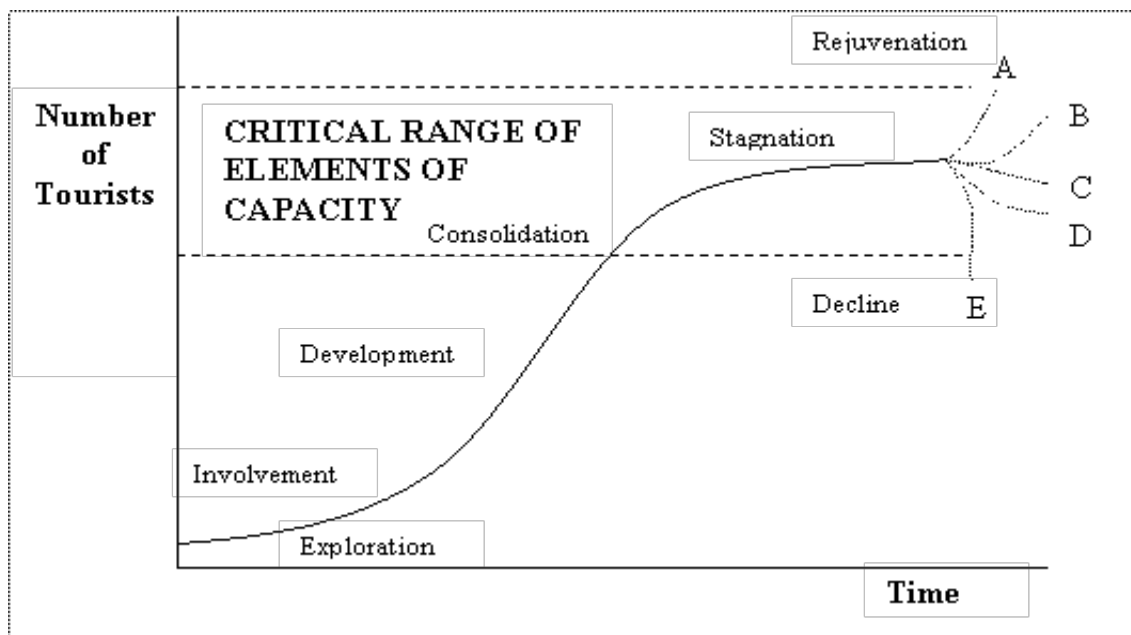 Rejuvenation
A
Number
of
Tourists
CRITICAL RANGE OF
ELEMENTS OF
CAPACITY
Consolidation
Stagnation
B
C
D
Decline
E
Development
Involvement
Exploration
Time